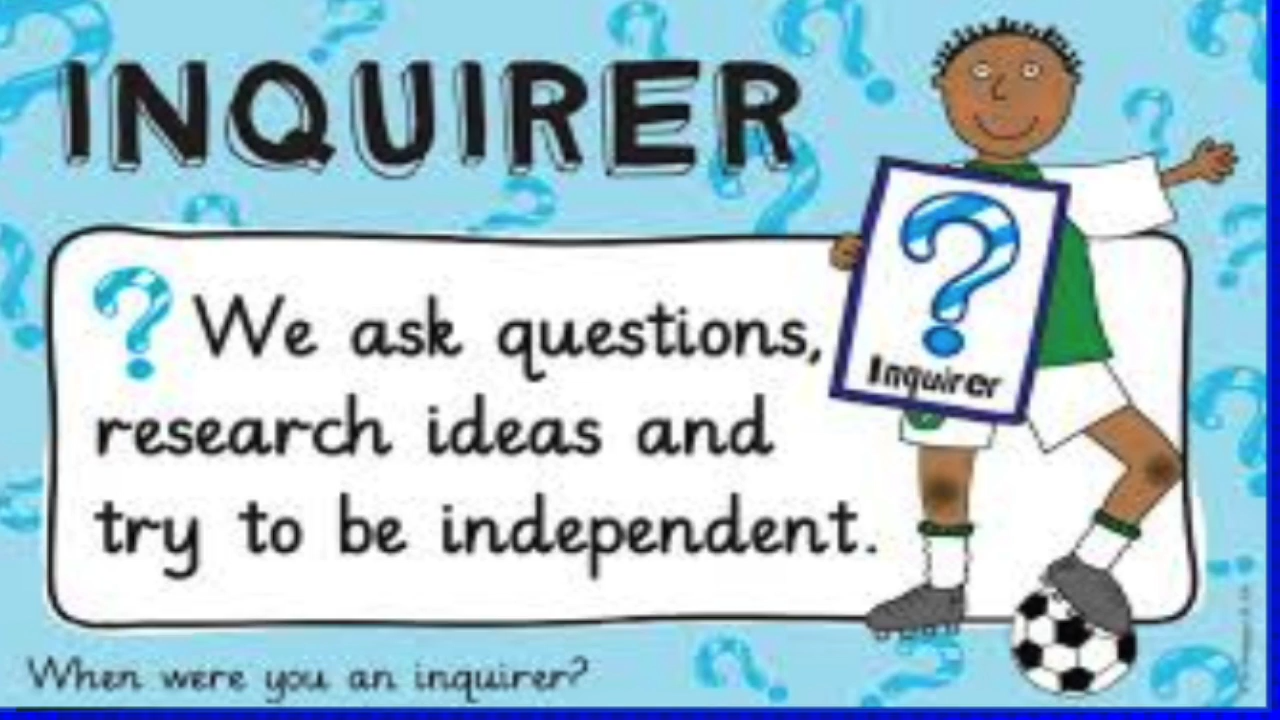 INQUIRER
We ask questions,
research ideas and
try to be independent.
Inquirer
When were you an inquirer?